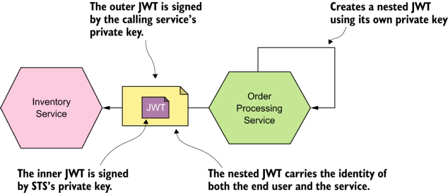 The outer JWT is signed
by the calling service's
private key.
Creates a nested JWT
using its own private key
Inventory
Service
JWT
Order
Processing
Service
The inner JWT is signed
by STS's private key.
The nested JWT carries the identity of
both the end user and the service.